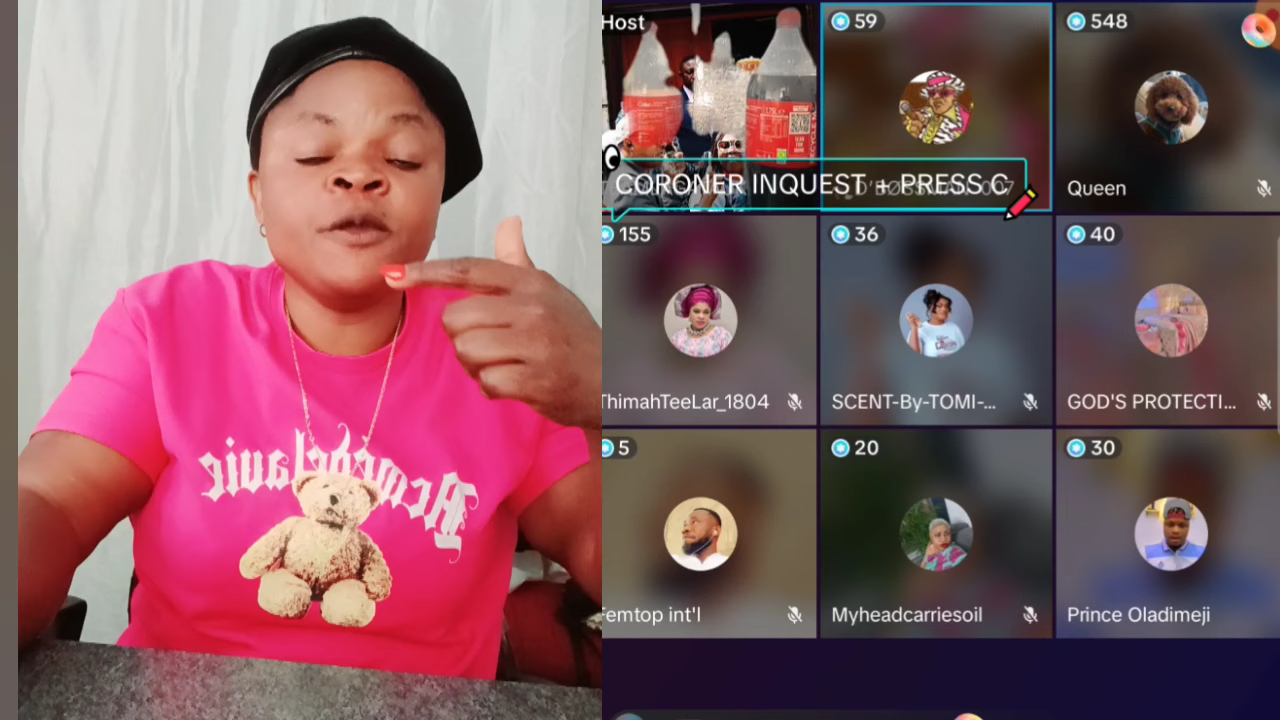 Host
59
548
CORONER INQUEST + PRESS C
Queen
155
36
40
ThimahTeeLar_1804
SCENT-By-TOMI-...
GOD'S PROTECTI...
5
20
30
Femtop int'l
Myheadcarriesoil
Prince Oladimeji